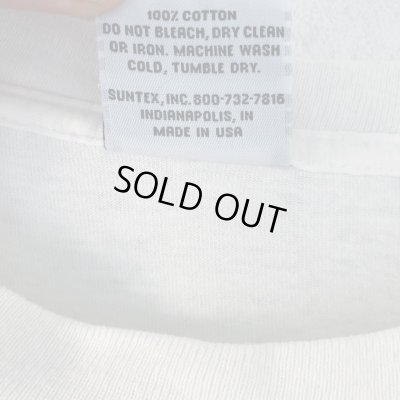 100% COTTON
DO NOT BLEACH, DRY CLEAN
OR IRON. MACHINE WASH
COLD, TUMBLE DRY.
SUNTEX, INC. 800-732-7816
INDIANAPOLIS, IN
MADE IN USA
SOLD OUT